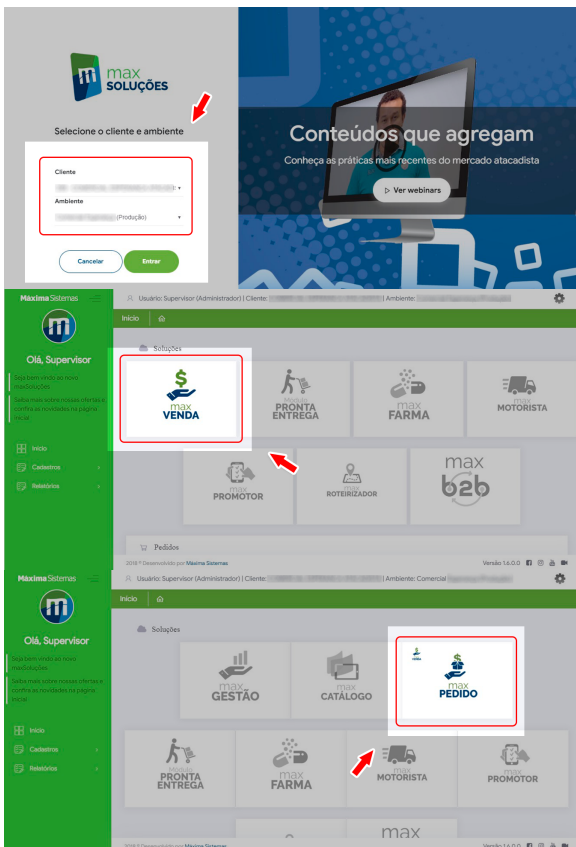 max
SOLUÇÕES
Selecione o cliente e ambiente
Cliente
Ambiente
(Produção)
Cancelar
Entrar
Conteúdos que agregam
Conheça as práticas mais recentes do mercado atacadista
Ver webinars
Máxima Sistemas
Usuário: Supervisor (Administrador) | Cliente:
| Ambiente:
Início
Olá, Supervisor
Seja bem vindo ao novo
maxSoluções
Saiba mais sobre nossas ofertas e
confira as novidades na página
inicial
Início
Cadastros
Relatórios
Soluções
max
VENDA
Módulo
PRONTA
ENTREGA
max
FARMA
max
MOTORISTA
max
PROMOTOR
max
ROTEIRIZADOR
max
b2b
Pedidos
2018 © Desenvolvido por Máxima Sistemas
Versão 1.6.0.0
Máxima Sistemas
Usuário: Supervisor (Administrador) | Cliente:
| Ambiente: Comercial
Início
Olá, Supervisor
Seja bem vindo ao novo
maxSoluções
Saiba mais sobre nossas ofertas e
confira as novidades na página
inicial
Início
Cadastros
Relatórios
Soluções
max
GESTÃO
max
CATÁLOGO
max
PEDIDO
Módulo
PRONTA
ENTREGA
max
FARMA
max
MOTORISTA
max
PROMOTOR
max
2018 © Desenvolvido por Máxima Sistemas
Versão 1.6.0.0